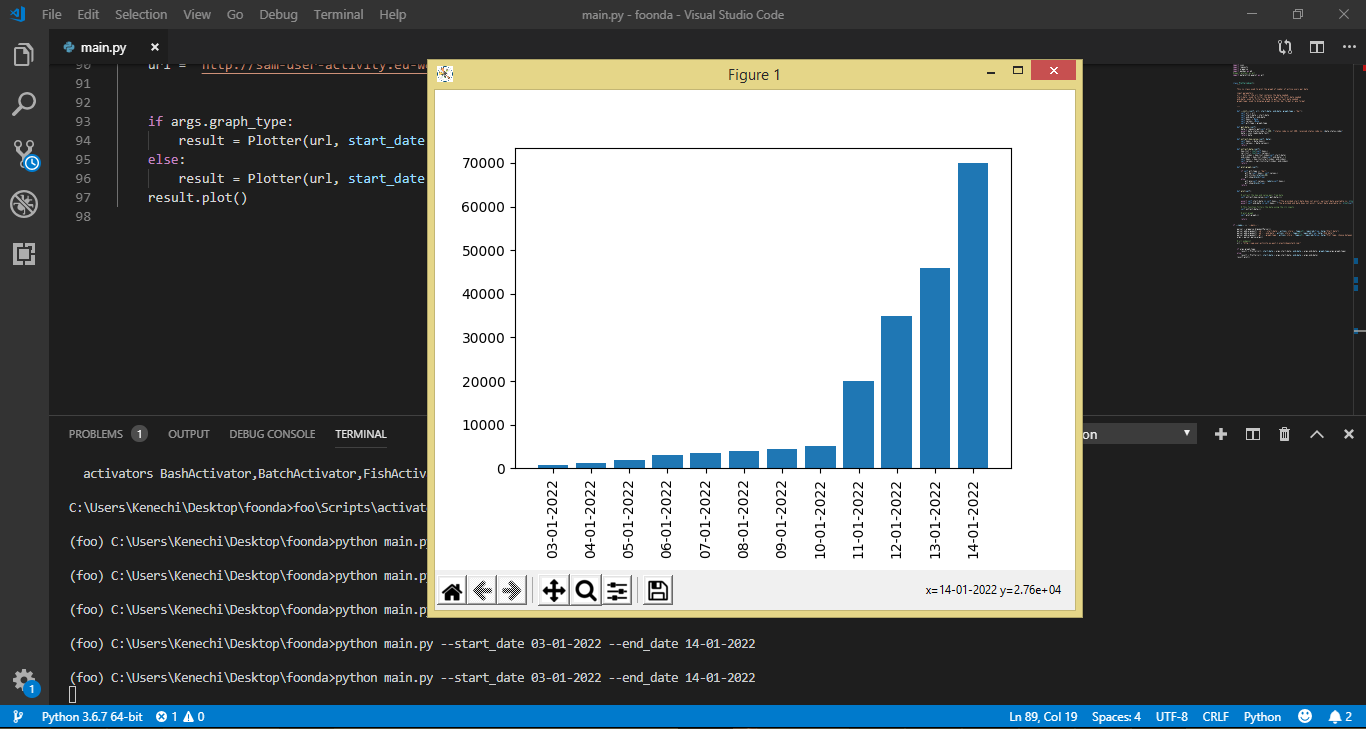 File Edit Selection View Go Debug Terminal Help main.py - foonda - Visual Studio Code
main.py
90 url = "http://sam-user-activity.eu-w
91
92
93 if args.graph_type:
94 result = Plotter(url, start_date
95 else:
96 result = Plotter(url, start_date
97 result.plot()
98
Figure 1
70000
60000
50000
40000
30000
20000
10000
0
03-01-2022
04-01-2022
05-01-2022
06-01-2022
07-01-2022
08-01-2022
09-01-2022
10-01-2022
11-01-2022
12-01-2022
13-01-2022
14-01-2022
x=14-01-2022 y=2.76e+04
PROBLEMS 1 OUTPUT DEBUG CONSOLE TERMINAL
on
activators BashActivator,BatchActivator,FishActiv
C:\Users\Kenechi\Desktop\foonda>foo\Scripts\activat
(foo) C:\Users\Kenechi\Desktop\foonda>python main.py
(foo) C:\Users\Kenechi\Desktop\foonda>python main.py
(foo) C:\Users\Kenechi\Desktop\foonda>python main.py
(foo) C:\Users\Kenechi\Desktop\foonda>python main.py --start_date 03-01-2022 --end_date 14-01-2022
(foo) C:\Users\Kenechi\Desktop\foonda>python main.py --start_date 03-01-2022 --end_date 14-01-2022
1
Python 3.6.7 64-bit 1 0 Ln 89, Col 19 Spaces: 4 UTF-8 CRLF Python 2